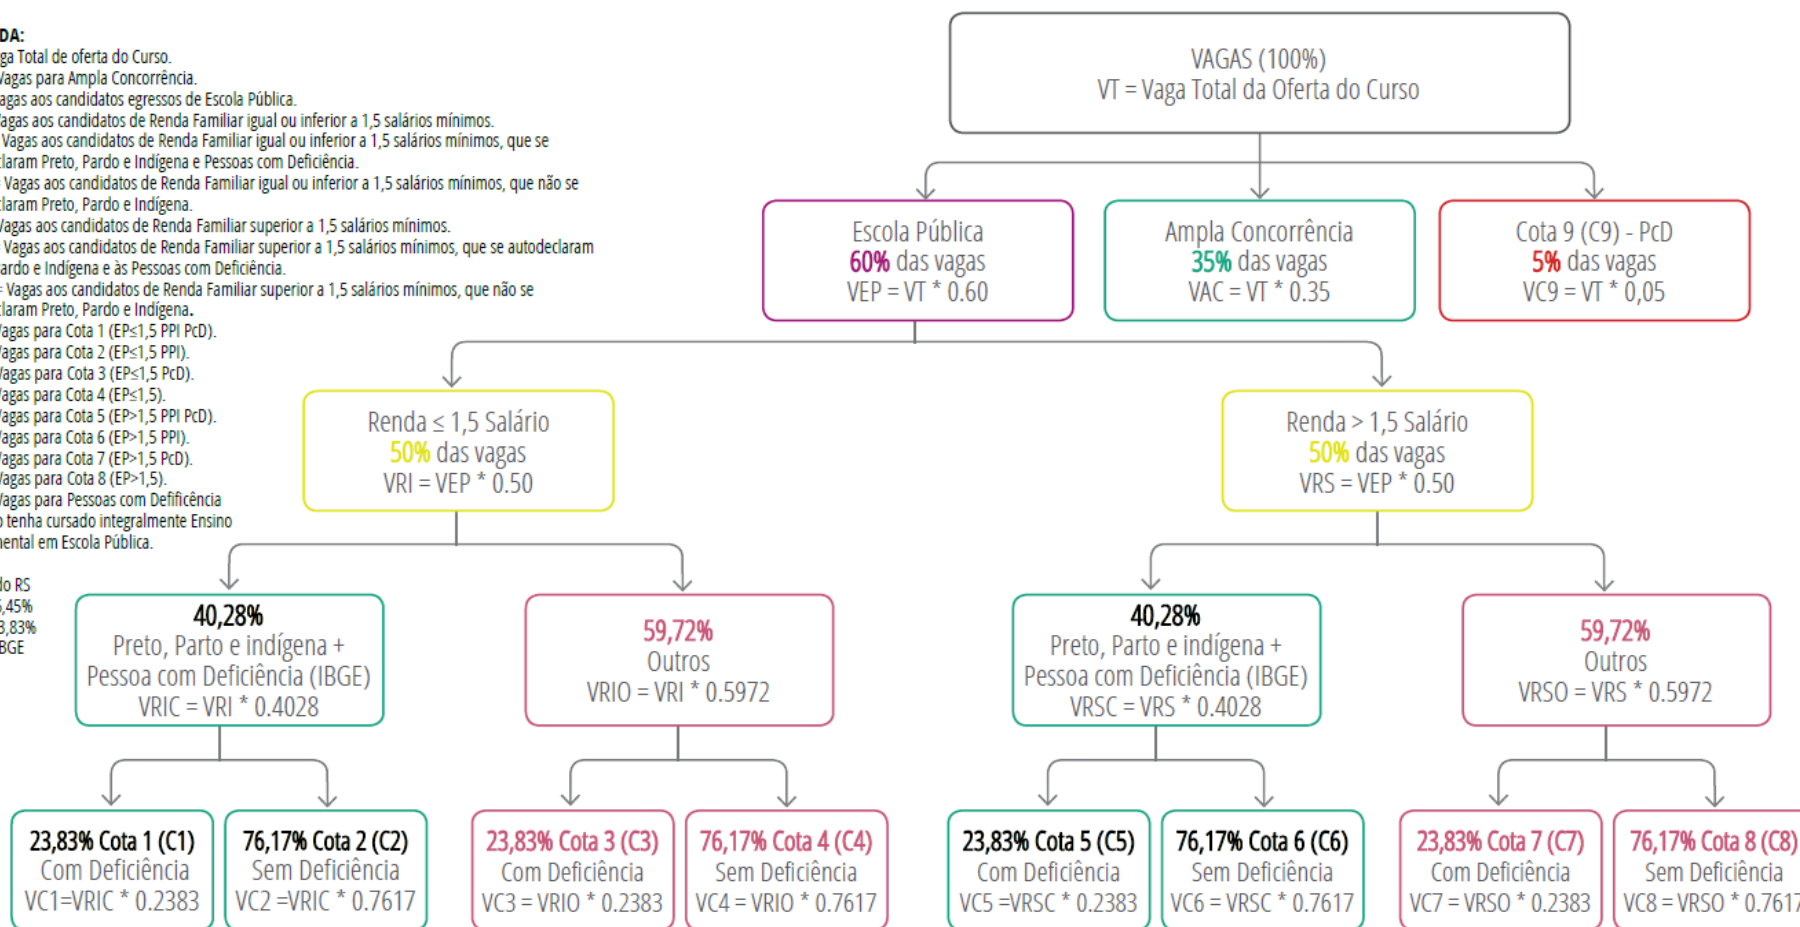 DA:
ga Total de oferta do Curso.
Vagas para Ampla Concorrência.
agas aos candidatos egressos de Escola Pública.
Vagas aos candidatos de Renda Familiar igual ou inferior a 1,5 salários mínimos.
Vagas aos candidatos de Renda Familiar igual ou inferior a 1,5 salários mínimos, que se
laram Preto, Pardo e Indígena e Pessoas com Deficiência.
= Vagas aos candidatos de Renda Familiar igual ou inferior a 1,5 salários mínimos, que não se
laram Preto, Pardo e Indígena.
Vagas aos candidatos de Renda Familiar superior a 1,5 salários mínimos.
= Vagas aos candidatos de Renda Familiar superior a 1,5 salários mínimos, que se autodeclaram
ardo e Indígena e às Pessoas com Deficiência.
= Vagas aos candidatos de Renda Familiar superior a 1,5 salários mínimos, que não se
laram Preto, Pardo e Indígena.
Vagas para Cota 1 (EP≤1,5 PPI PcD).
Vagas para Cota 2 (EP≤1,5 PPI).
Vagas para Cota 3 (EP≤1,5 PcD).
Vagas para Cota 4 (EP≤1,5).
Vagas para Cota 5 (EP>1,5 PPI PcD).
Vagas para Cota 6 (EP>1,5 PPI).
Vagas para Cota 7 (EP>1,5 PcD).
Vagas para Cota 8 (EP>1,5).
Vagas para Pessoas com Defificência
o tenha cursado integralmente Ensino
mental em Escola Pública.
do RS
,45%
3,83%
BGE
VAGAS (100%)
VT = Vaga Total da Oferta do Curso
Escola Pública
60% das vagas
VEP = VT * 0.60
Ampla Concorrência
35% das vagas
VAC = VT * 0.35
Cota 9 (C9) - PcD
5% das vagas
VC9 = VT * 0,05
Renda ≤ 1,5 Salário
50% das vagas
VRI = VEP * 0.50
Renda > 1,5 Salário
50% das vagas
VRS = VEP * 0.50
40,28%
Preto, Parto e indígena +
Pessoa com Deficiência (IBGE)
VRIC = VRI * 0.4028
59,72%
Outros
VRIO = VRI * 0.5972
40,28%
Preto, Parto e indígena +
Pessoa com Deficiência (IBGE)
VRSC = VRS * 0.4028
59,72%
Outros
VRSO = VRS * 0.5972
23,83% Cota 1 (C1)
Com Deficiência
VC1=VRIC * 0.2383
76,17% Cota 2 (C2)
Sem Deficiência
VC2 =VRIC * 0.7617
23,83% Cota 3 (C3)
Com Deficiência
VC3 = VRIO * 0.2383
76,17% Cota 4 (C4)
Sem Deficiência
VC4 = VRIO * 0.7617
23,83% Cota 5 (C5)
Com Deficiência
VC5 =VRSC * 0.2383
76,17% Cota 6 (C6)
Sem Deficiência
VC6 = VRSC * 0.7617
23,83% Cota 7 (C7)
Com Deficiência
VC7 = VRSO * 0.2383
76,17% Cota 8 (C8)
Sem Deficiência
VC8 = VRSO * 0.7617